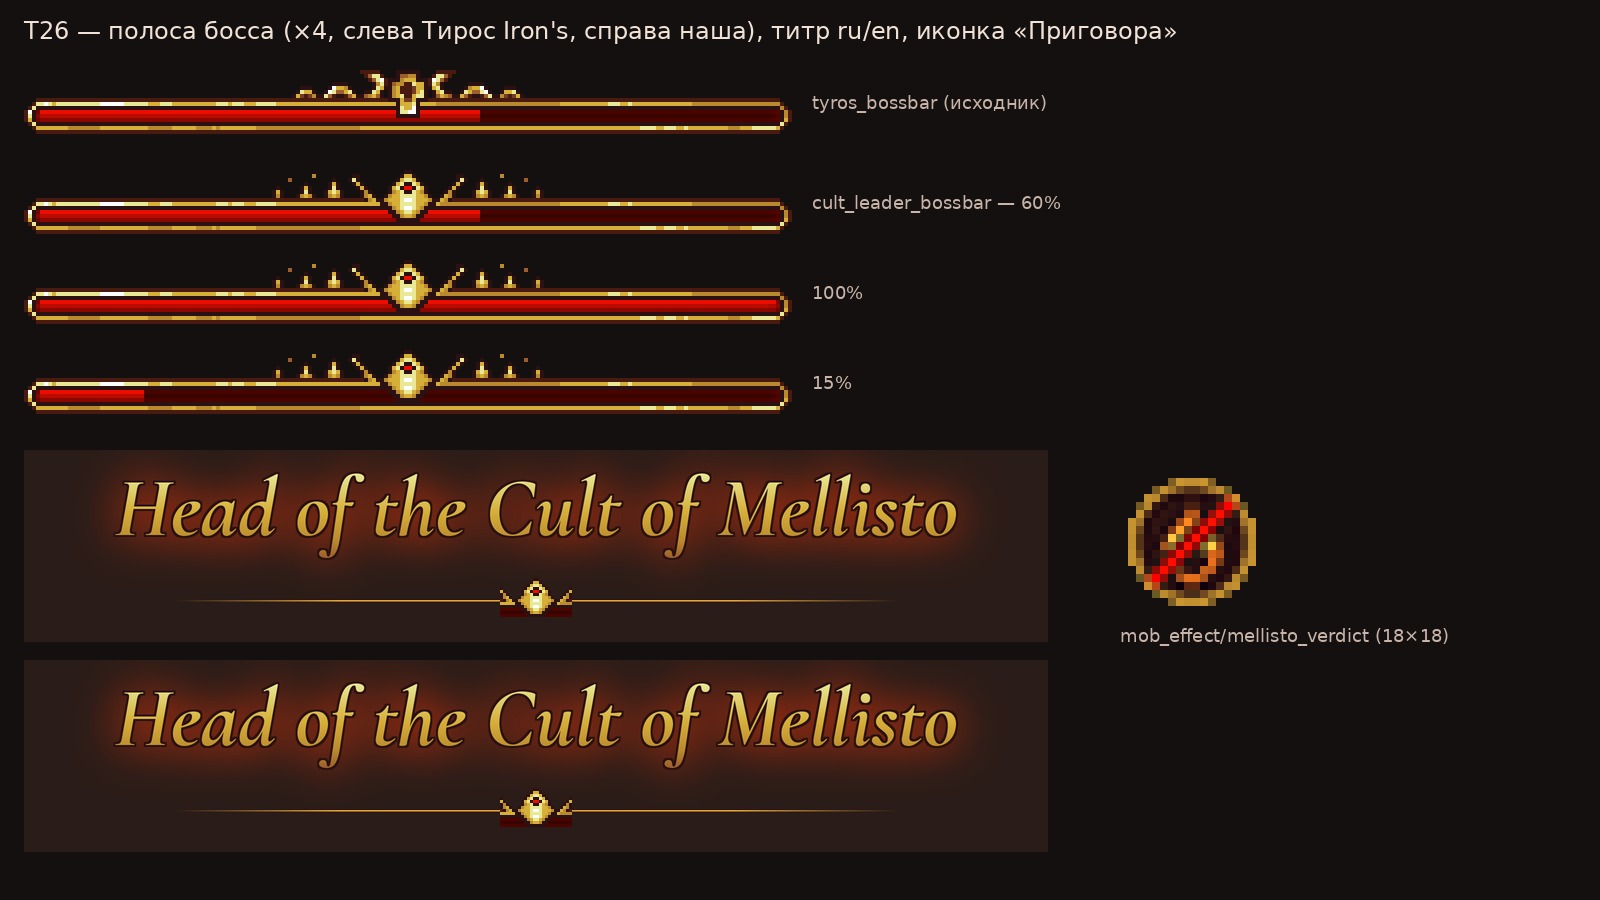 T26 — полоса босса (×4, слева Тирос Iron's, справа наша), титр ru/en, иконка «Приговора»
tyros_bossbar (исходник)
cult_leader_bossbar — 60%
100%
15%
Head of the Cult of Mellisto
mob_effect/mellisto_verdict (18×18)
Head of the Cult of Mellisto